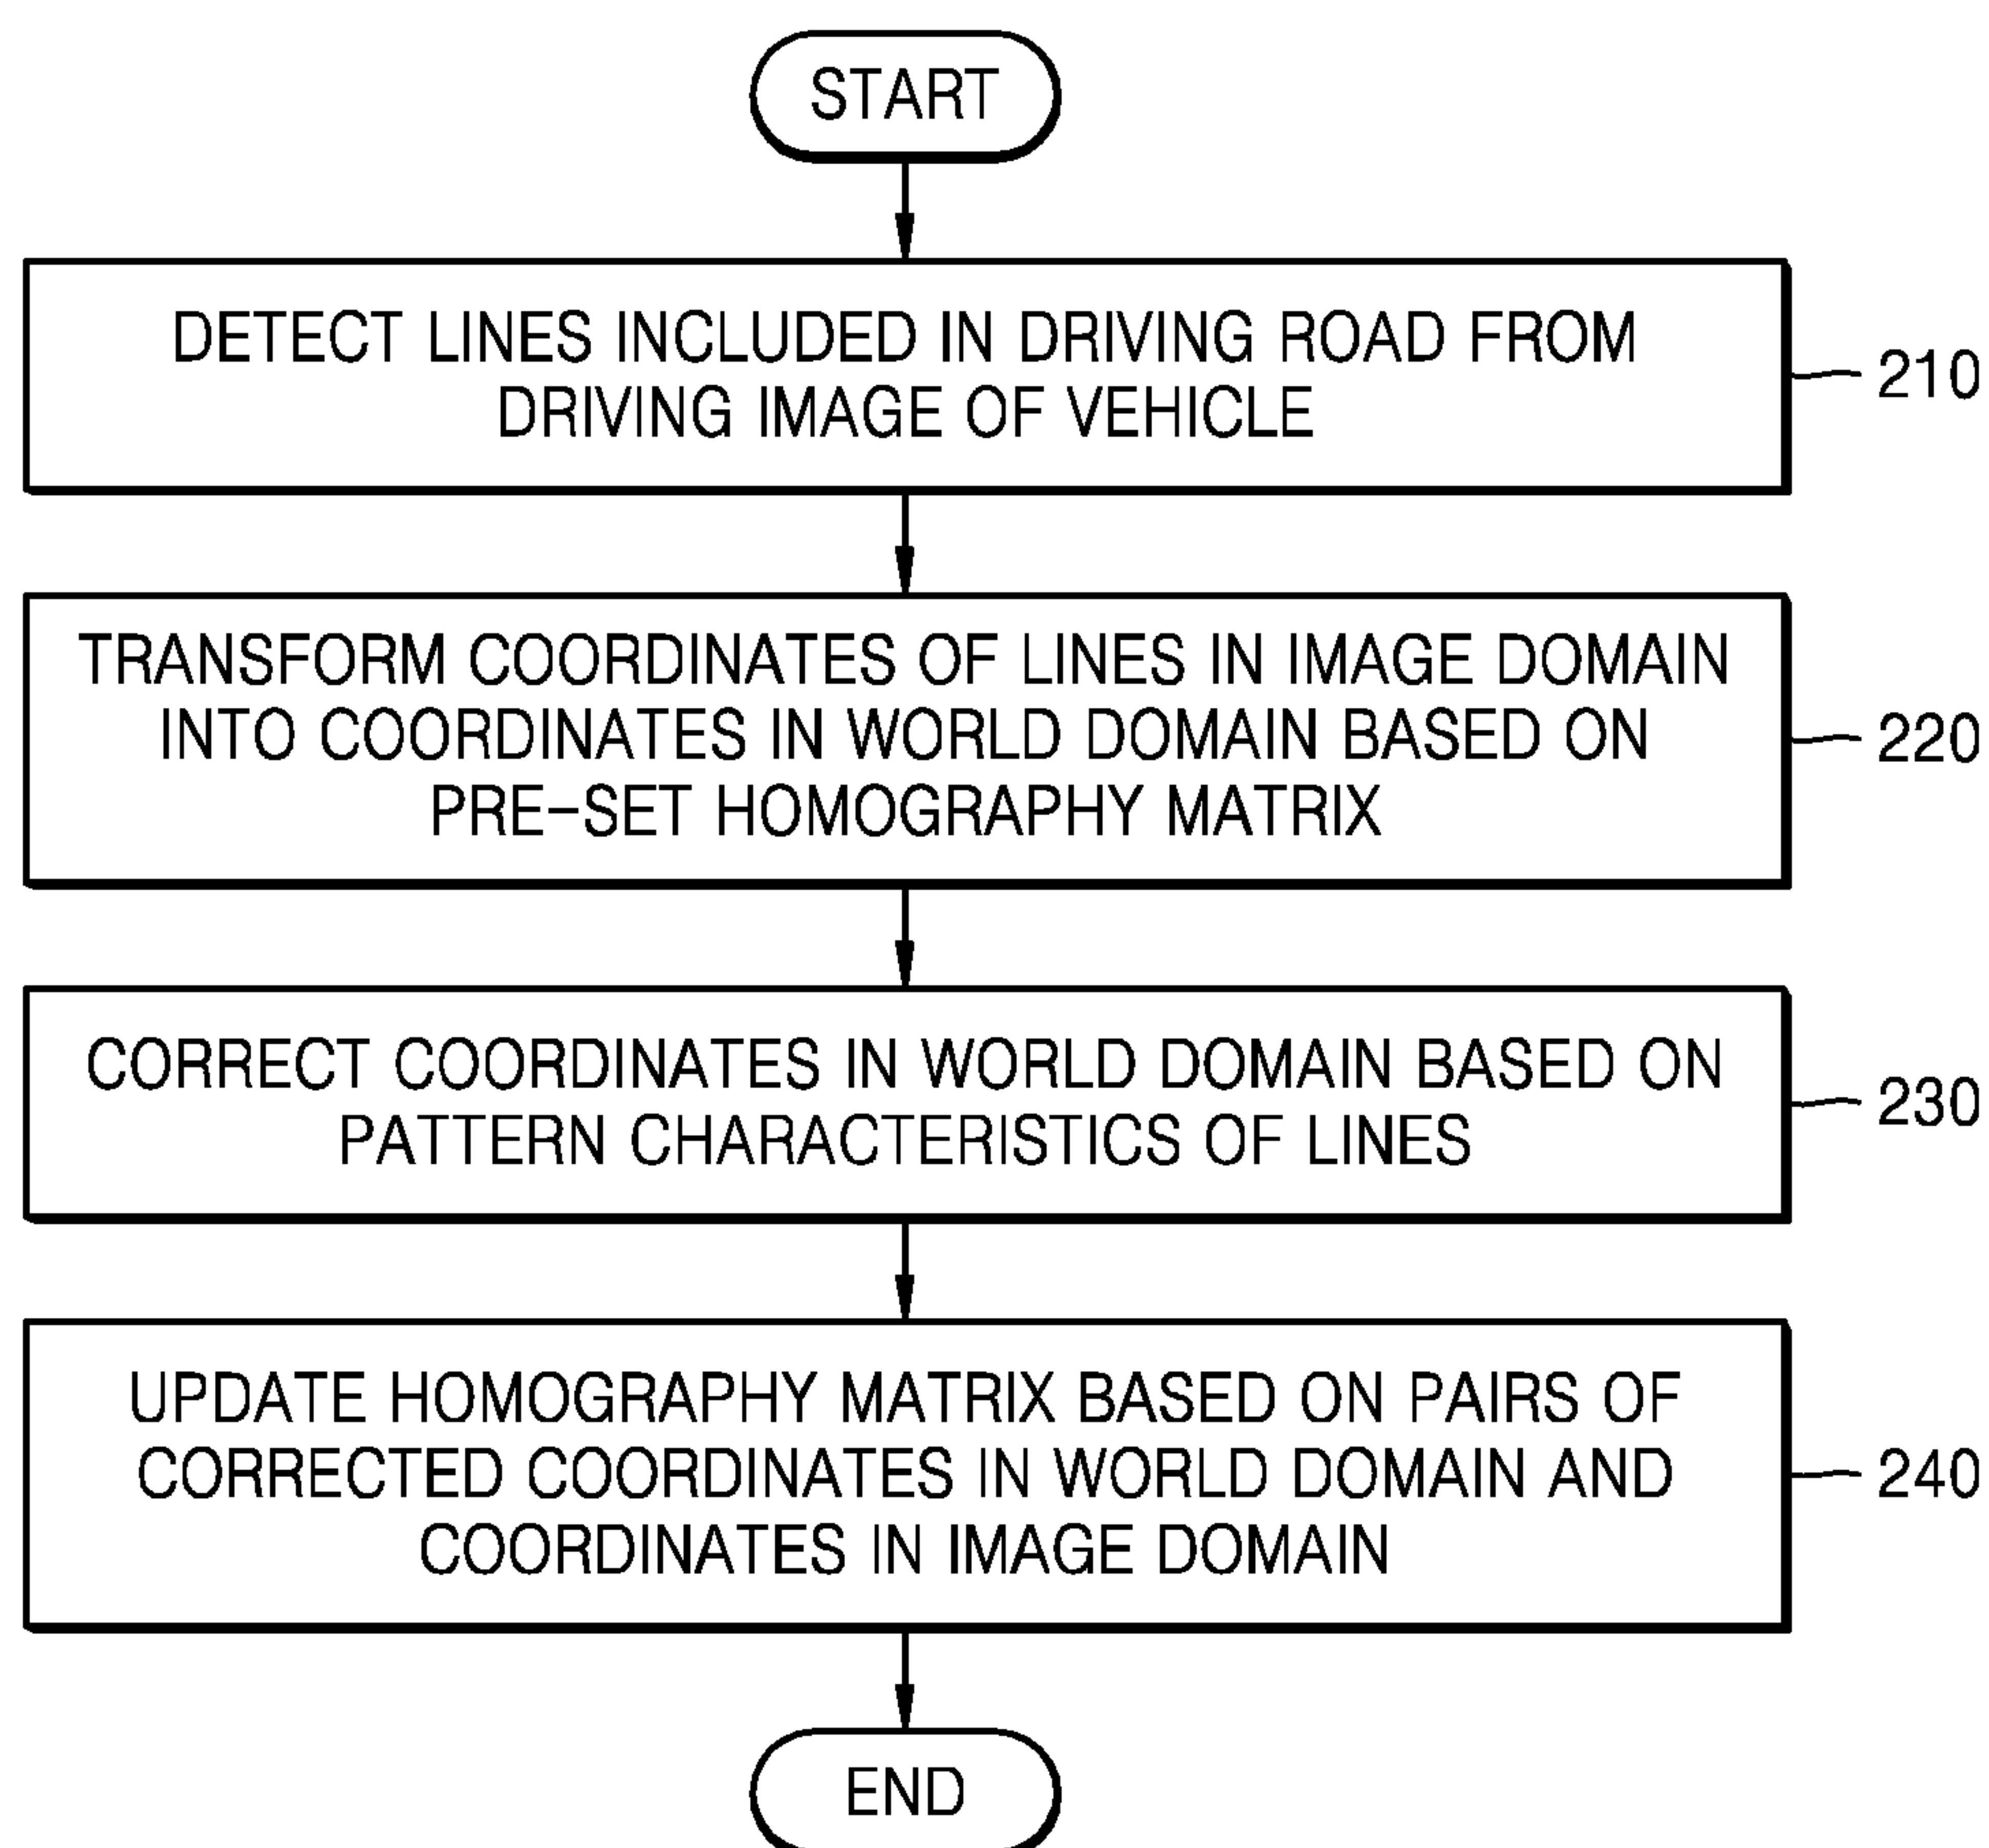 START
DETECT LINES INCLUDED IN DRIVING ROAD FROM
DRIVING IMAGE OF VEHICLE
210
TRANSFORM COORDINATES OF LINES IN IMAGE DOMAIN
INTO COORDINATES IN WORLD DOMAIN BASED ON
PRE-SET HOMOGRAPHY MATRIX
220
CORRECT COORDINATES IN WORLD DOMAIN BASED ON
PATTERN CHARACTERISTICS OF LINES
230
UPDATE HOMOGRAPHY MATRIX BASED ON PAIRS OF
CORRECTED COORDINATES IN WORLD DOMAIN AND
COORDINATES IN IMAGE DOMAIN
240
END